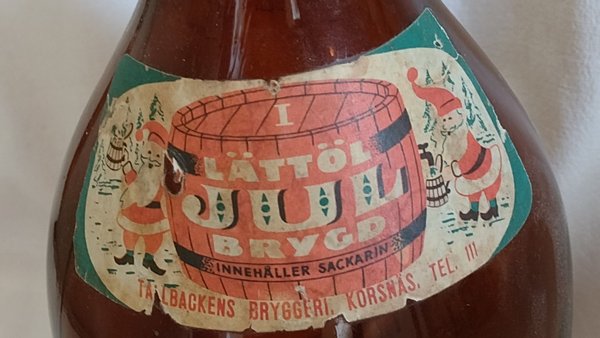 I
LÄTTÖL
JUL
BRYGD
INNEHÅLLER SACKARIN
TALLBACKENS BRYGGERI, KORSNÄS, TEL. 111